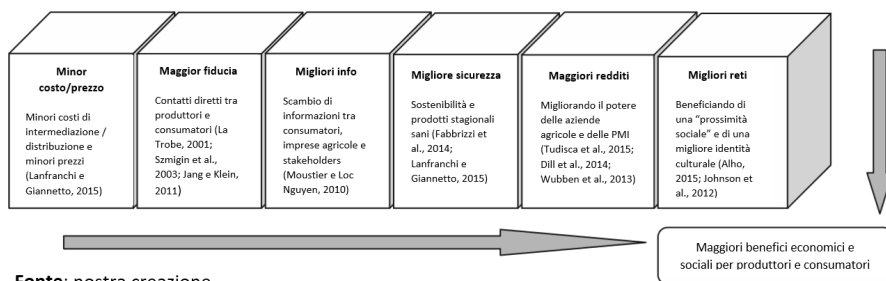 Minor
costo/prezzo
Minori costi di
intermediazione /
distribuzione e
minori prezzi
(Lanfranchi e
Giannetto, 2015)
Maggior fiducia
Contatti diretti tra
produttori e
consumatori (La
Trobe, 2001;
Szmigin et al.,
2003; Jang e Klein,
2011)
Migliori info
Scambio di
informazioni tra
consumatori,
imprese agricole e
stakeholders
(Moustier e Loc
Nguyen, 2010)
Migliore sicurezza
Sostenibilità e
prodotti stagionali
sani (Fabbrizzi et
al., 2014;
Lanfranchi e
Giannetto, 2015)
Maggiori redditi
Migliorando il potere
delle aziende
agricole e delle PMI
(Tudisca et al., 2015;
Dill et al., 2014;
Wubben et al., 2013)
Migliori reti
Beneficiando di
una "prossimità
sociale" e di una
migliore identità
culturale (Alho,
2015; Johnson et
al., 2012)
Maggiori benefici economici e
sociali per produttori e consumatori
Fonte: nostra creazione